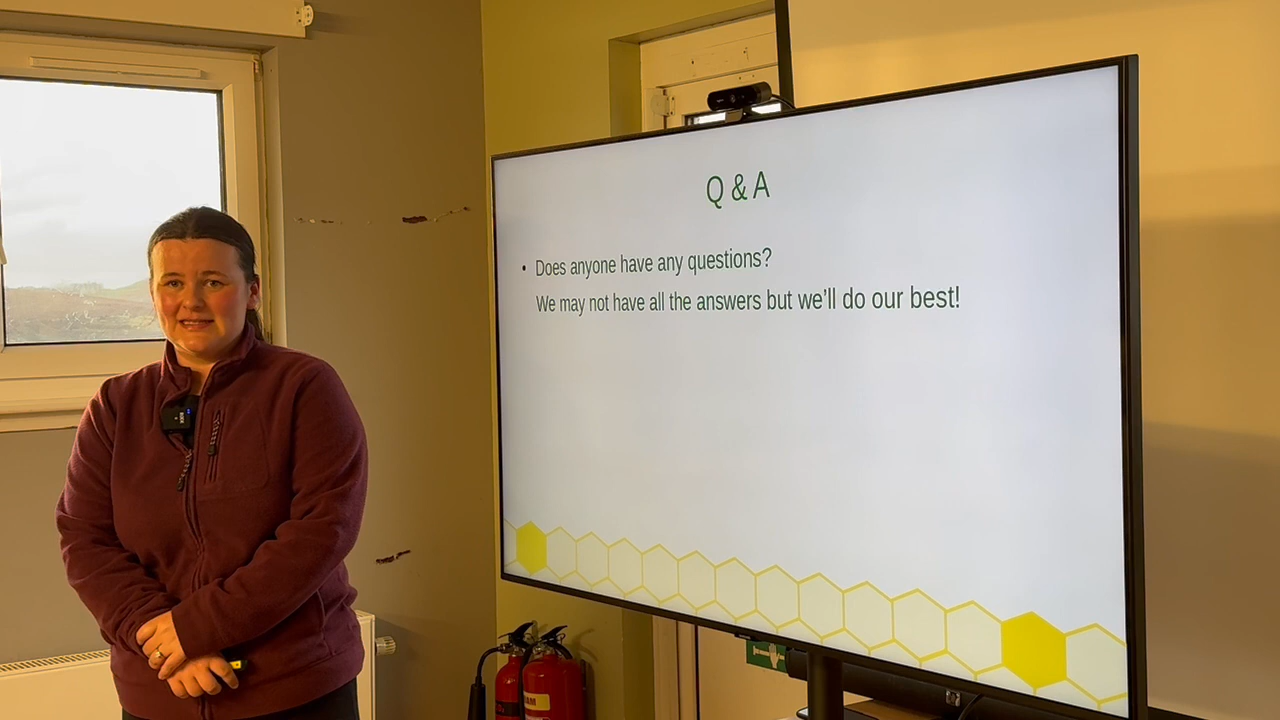 Q & A
• Does anyone have any questions?
We may not have all the answers but we'll do our best!